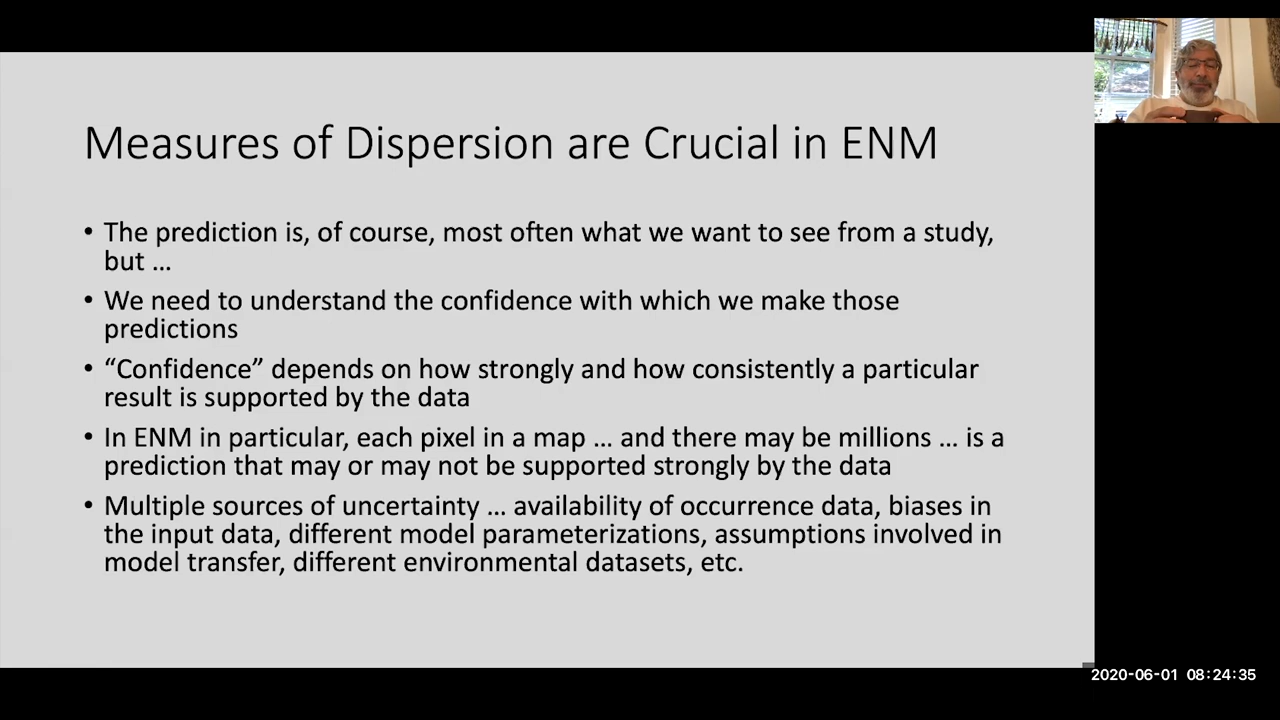 Measures of Dispersion are Crucial in ENM
• The prediction is, of course, most often what we want to see from a study,
but …
• We need to understand the confidence with which we make those
predictions
• “Confidence” depends on how strongly and how consistently a particular
result is supported by the data
• In ENM in particular, each pixel in a map … and there may be millions … is a
prediction that may or may not be supported strongly by the data
• Multiple sources of uncertainty … availability of occurrence data, biases in
the input data, different model parameterizations, assumptions involved in
model transfer, different environmental datasets, etc.
2020-06-01 08:24:35